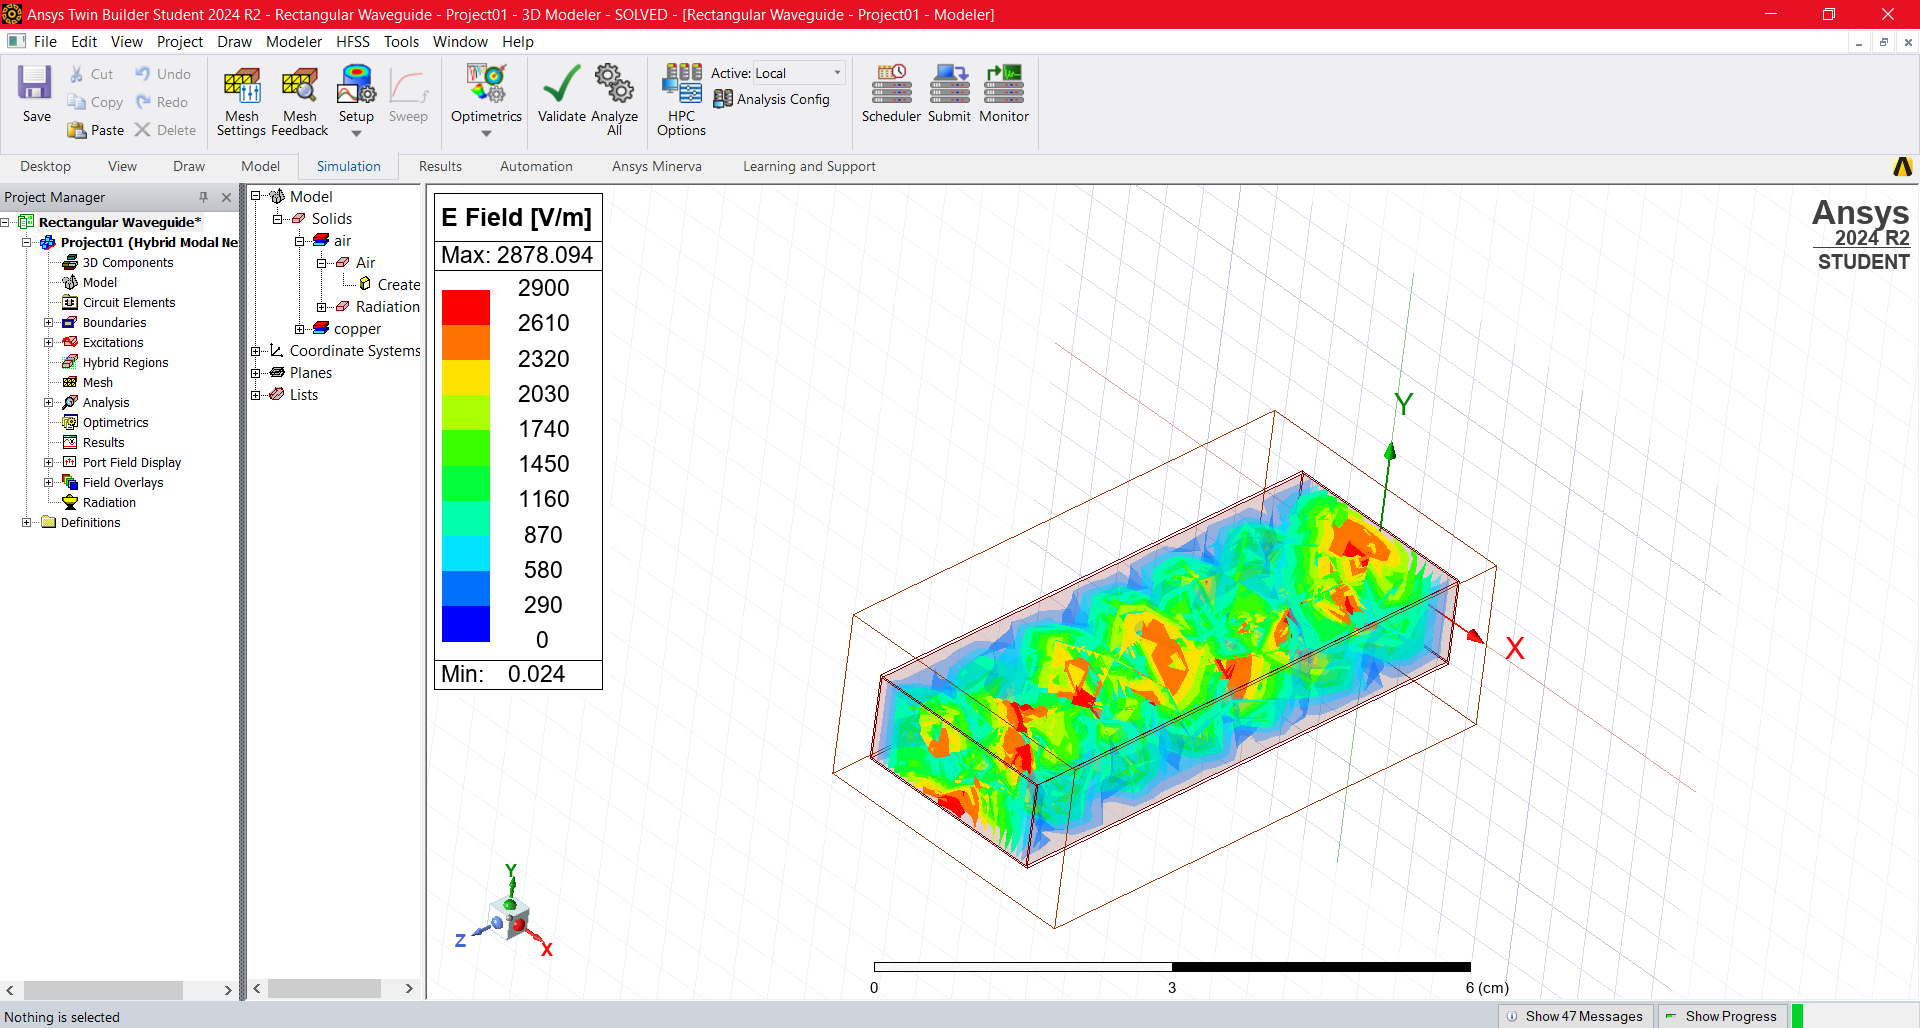 Ansys Twin Builder Student 2024 R2 - Rectangular Waveguide - Project01 - 3D Modeler - SOLVED - [Rectangular Waveguide - Project01 - Modeler]
File Edit View Project Draw Modeler HFSS Tools Window Help
Save
Cut
Copy
Paste
Undo
Redo
Delete
Mesh Settings
Mesh Feedback
Setup
Sweep
Optimetrics
Validate
Analyze All
HPC Options
Active: Local
Analysis Config
Scheduler
Submit
Monitor
Desktop View Draw Model Simulation Results Automation Ansys Minerva Learning and Support
Project Manager
Rectangular Waveguide*
Project01 (Hybrid Modal Ne
3D Components
Model
Circuit Elements
Boundaries
Excitations
Hybrid Regions
Mesh
Analysis
Optimetrics
Results
Port Field Display
Field Overlays
Radiation
Definitions
Model
Solids
air
Air
Create
Radiation
copper
Coordinate Systems
Planes
Lists
E Field [V/m]
Max: 2878.094
2900
2610
2320
2030
1740
1450
1160
870
580
290
0
Min: 0.024
Ansys
2024 R2
STUDENT
Y
X
Y
Z
X
0 3 6 (cm)
Nothing is selected
Show 47 Messages
Show Progress